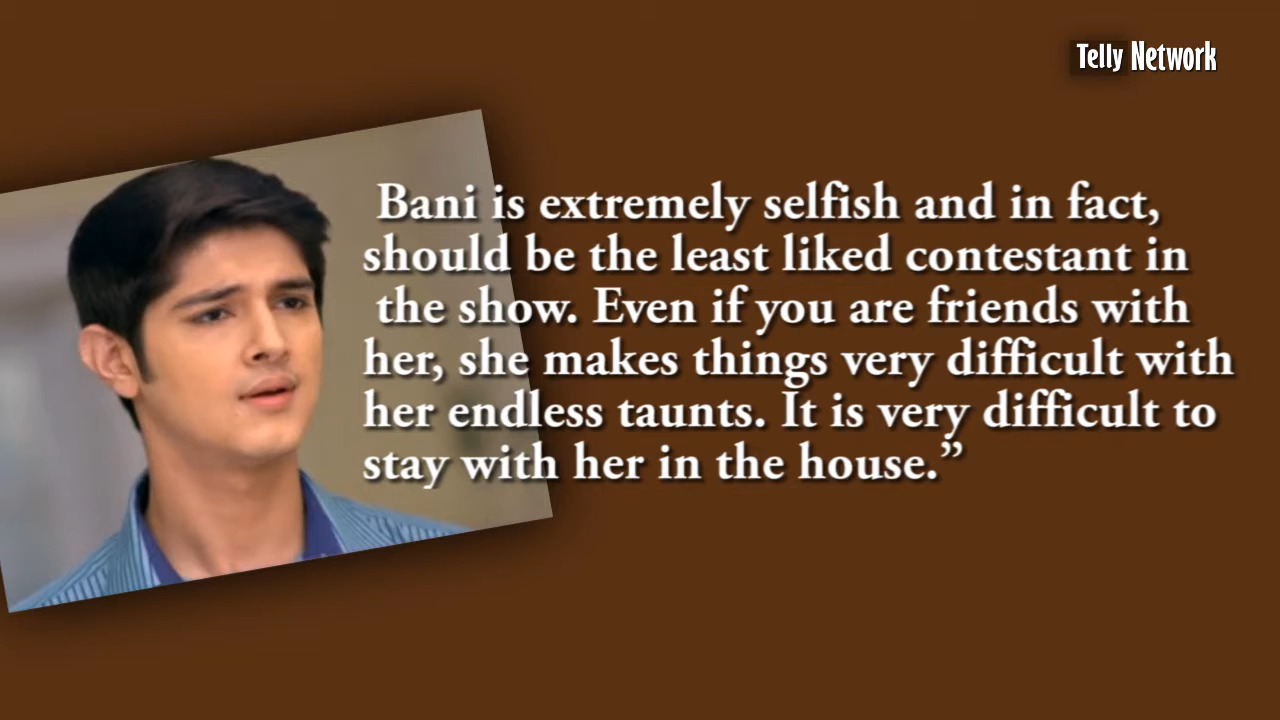 Telly Network
Bani is extremely selfish and in fact,
should be the least liked contestant in
the show. Even if you are friends with
her, she makes things very difficult with
her endless taunts. It is very difficult to
stay with her in the house.”